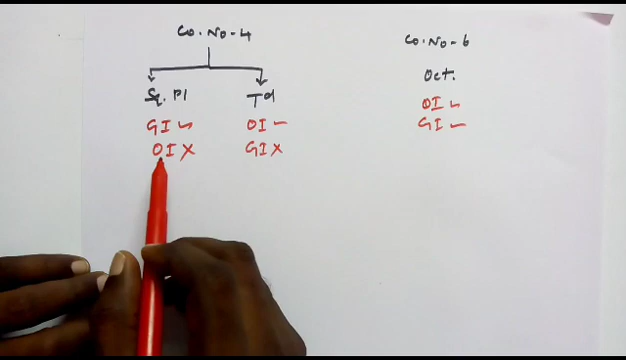 Co. No - 4
Sq. Pl
GI ✓
OI X
Td
OI ✓
GI X
Co. No - 6
Oct.
OI ✓
GI ✓